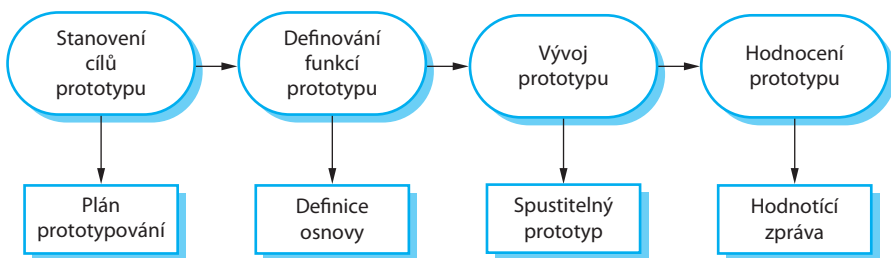 Stanovení
cílů
prototypu
Definování
funkcí
prototypu
Vývoj
prototypu
Hodnocení
prototypu
Plán
prototypování
Definice
osnovy
Spustitelný
prototyp
Hodnotící
zpráva